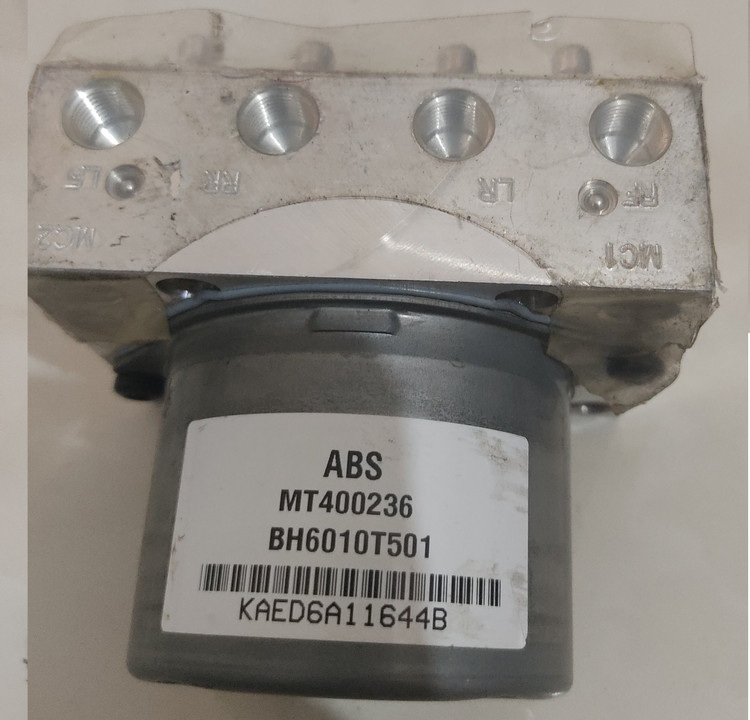 LF
RR
LR
RF
MC2
MC1
ABS
MT400236
BH6010T501
KAED6A11644B